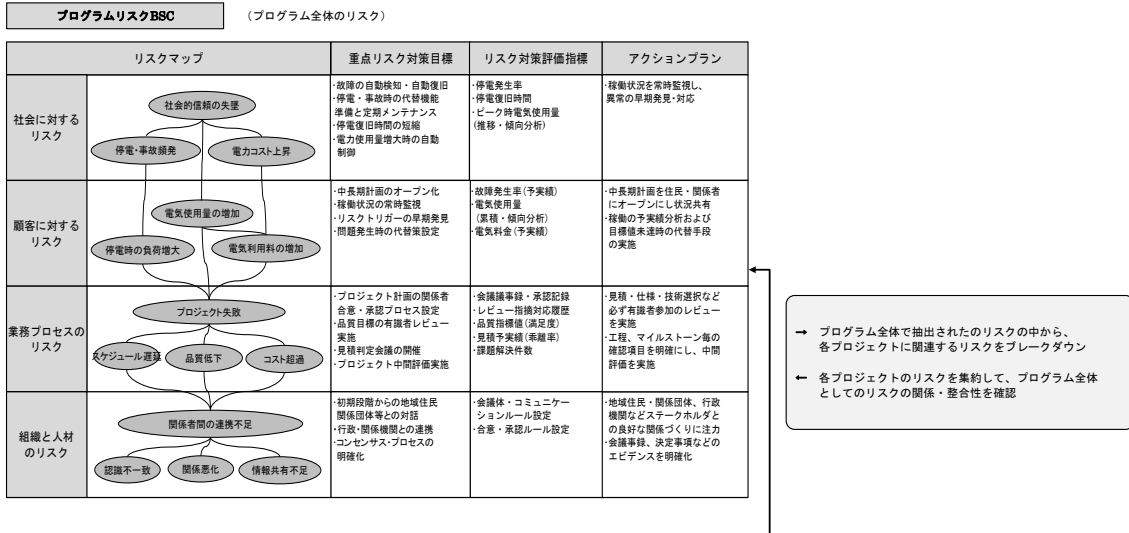 プログラムリスクBSC
(プログラム全体のリスク)
リスクマップ
重点リスク対策目標
リスク対策評価指標
アクションプラン
社会に対する
リスク
社会的信頼の失墜
停電・事故頻発
電力コスト上昇
・故障の自動検知・自動復旧
・停電・事故時の代替機能
準備と定期メンテナンス
・停電復旧時間の短縮
・電力使用量増大時の自動
制御
・停電発生率
・停電復旧時間
・ピーク時電気使用量
(推移・傾向分析)
・稼働状況を常時監視し、
異常の早期発見・対応
顧客に対する
リスク
電気使用量の増加
停電時の負荷増大
電気利用料の増加
・中長期計画のオープン化
・稼働状況の常時監視
・リスクトリガーの早期発見
・問題発生時の代替策設定
・故障発生率(予実績)
・電気使用量
(累積・傾向分析)
・電気料金(予実績)
・中長期計画を住民・関係者
にオープンにし状況共有
・稼働の予実績分析および
目標値未達時の代替手段
の実施
業務プロセスの
リスク
プロジェクト失敗
スケジュール遅延
品質低下
コスト超過
・プロジェクト計画の関係者
合意・承認プロセス設定
・品質目標の有識者レビュー
実施
・見積判定会議の開催
・プロジェクト中間評価実施
・会議議事録・承認記録
・レビュー指摘対応履歴
・品質指標値(満足度)
・見積予実績(乖離率)
・課題解決件数
・見積・仕様・技術選択など
必ず有識者参加のレビュー
を実施
・工程、マイルストーン毎の
確認項目を明確にし、中間
評価を実施
組織と人材
のリスク
関係者間の連携不足
認識不一致
関係悪化
情報共有不足
・初期段階からの地域住民
関係団体等との対話
・行政・関係機関との連携
・コンセンサス・プロセスの
明確化
・会議体・コミュニケー
ションルール設定
・合意・承認ルール設定
・地域住民・関係団体、行政
機関などステークホルダと
の良好な関係づくりに注力
・会議事録、決定事項などの
エビデンスを明確化
→ プログラム全体で抽出されたのリスクの中から、
各プロジェクトに関連するリスクをブレークダウン
← 各プロジェクトのリスクを集約して、プログラム全体
としてのリスクの関係・整合性を確認